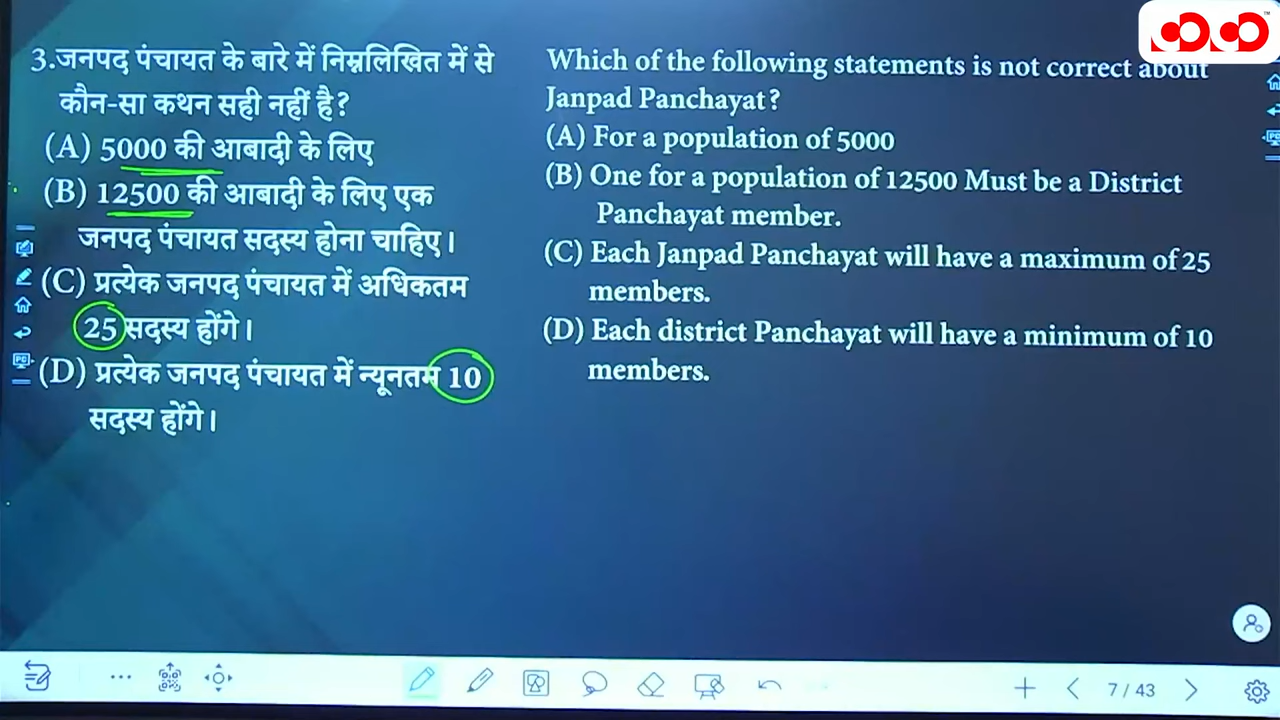 3.जनपद पंचायत के बारे में निम्नलिखित में से
कौन-सा कथन सही नहीं है?
(A) 5000 की आबादी के लिए
(B) 12500 की आबादी के लिए एक
जनपद पंचायत सदस्य होना चाहिए।
(C) प्रत्येक जनपद पंचायत में अधिकतम
25 सदस्य होंगे।
(D) प्रत्येक जनपद पंचायत में न्यूनतम 10
सदस्य होंगे।
Which of the following statements is not correct about
Janpad Panchayat?
(A) For a population of 5000
(B) One for a population of 12500 Must be a District
Panchayat member.
(C) Each Janpad Panchayat will have a maximum of 25
members.
(D) Each district Panchayat will have a minimum of 10
members.
7 / 43